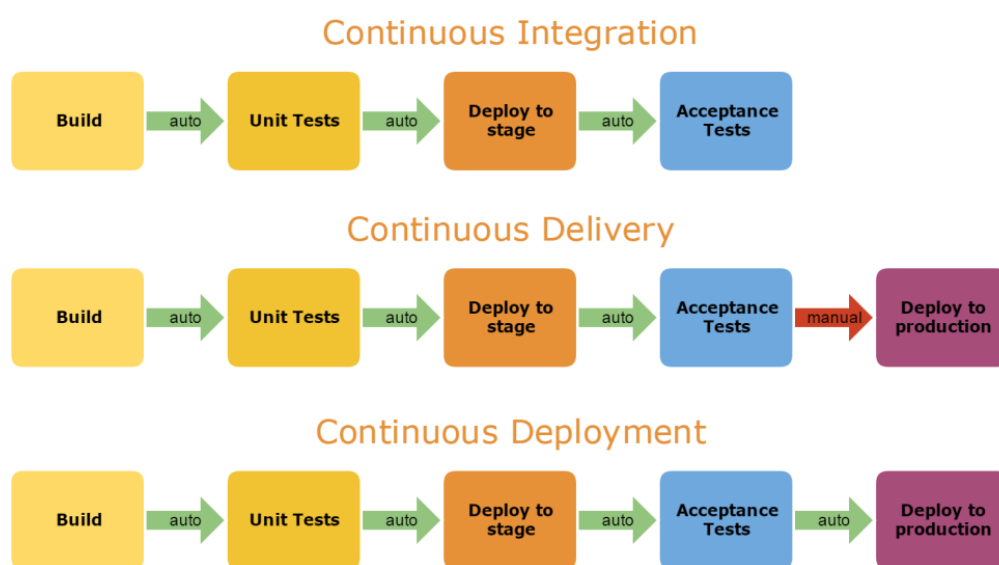 Continuous Integration
Build
auto
Unit Tests
auto
Deploy to
stage
auto
Acceptance
Tests
Continuous Delivery
Build
auto
Unit Tests
auto
Deploy to
stage
auto
Acceptance
Tests
manual
Deploy to
production
Continuous Deployment
Build
auto
Unit Tests
auto
Deploy to
stage
auto
Acceptance
Tests
auto
Deploy to
production